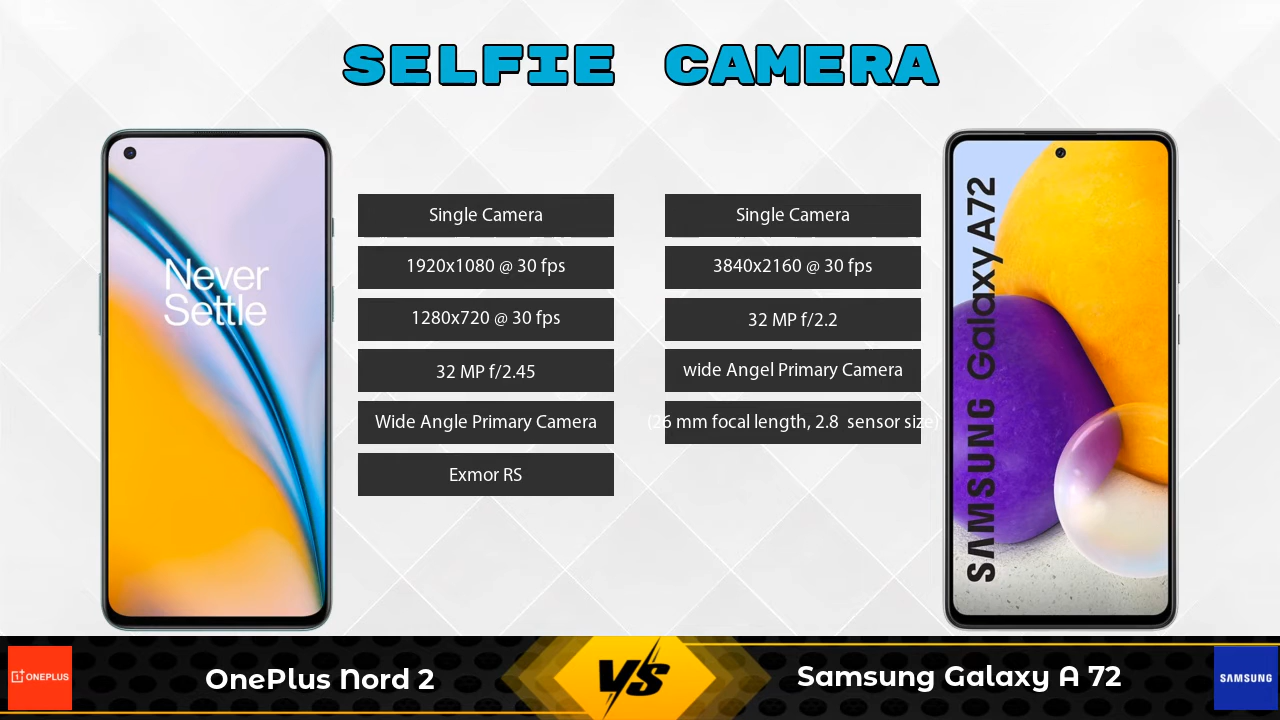 SELFIE CAMERA
Never
Settle
Single Camera
1920x1080 @ 30 fps
1280x720 @ 30 fps
32 MP f/2.45
Wide Angle Primary Camera
Exmor RS
Single Camera
3840x2160 @ 30 fps
32 MP f/2.2
wide Angel Primary Camera
(26 mm focal length, 2.8 sensor size)
SAMSUNG Galaxy A72
ONEPLUS
OnePlus Nord 2
VS
Samsung Galaxy A 72
SAMSUNG